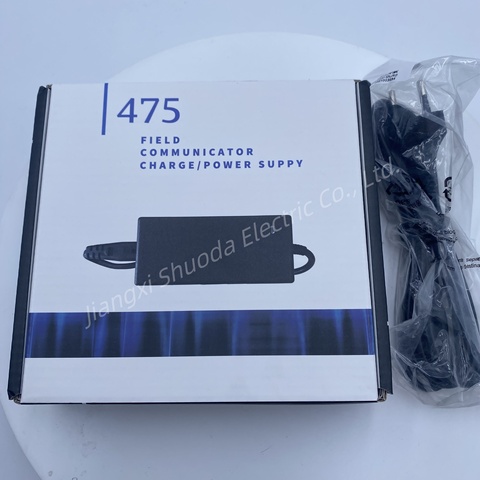 475
FIELD
COMMUNICATOR
CHARGE/POWER SUPPY
Jiangxi Shuoda Electric Co., Ltd.